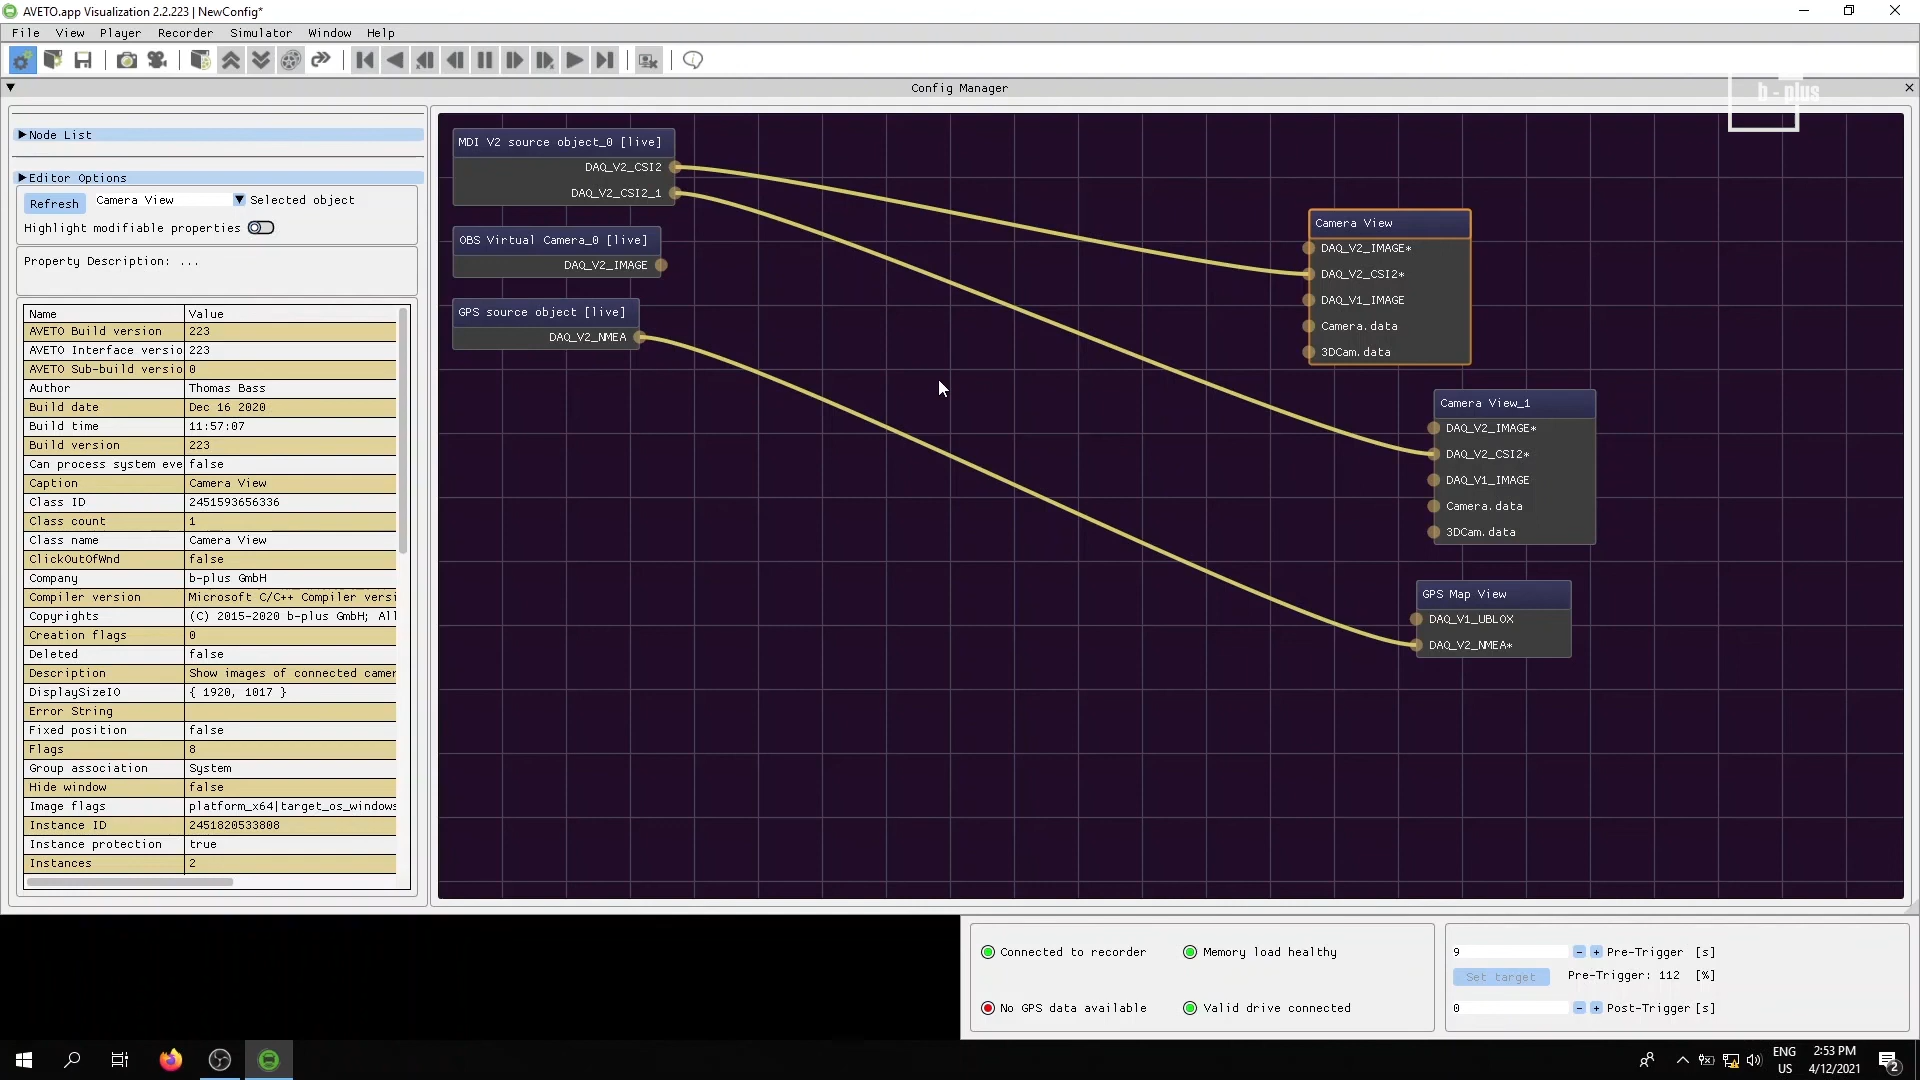 AVETO.app Visualization 2.2.223 | NewConfig*
File View Player Recorder Simulator Window Help
Config Manager
b-plus
Node List
Editor Options
Refresh Camera View Selected object
Highlight modifiable properties
Property Description: ...
Name Value
AVETO Build version 223
AVETO Interface versio 223
AVETO Sub-build versio 0
Author Thomas Bass
Build date Dec 16 2020
Build time 11:57:07
Build version 223
Can process system eve false
Caption Camera View
Class ID 2451593656336
Class count 1
Class name Camera View
ClickOutOfWnd false
Company b-plus GmbH
Compiler version Microsoft C/C++ Compiler versi
Copyrights (C) 2015-2020 b-plus GmbH; All
Creation flags 0
Deleted false
Description Show images of connected camer
DisplaySizeIO { 1920, 1017 }
Error String
Fixed position false
Flags 8
Group association System
Hide window false
Image flags platform_x64|target_os_windows
Instance ID 2451820533808
Instance protection true
Instances 2
MDI V2 source object_0 [live]
DAQ_V2_CSI2
DAQ_V2_CSI2_1
OBS Virtual Camera_0 [live]
DAQ_V2_IMAGE
GPS source object [live]
DAQ_V2_NMEA
Camera View
DAQ_V2_IMAGE*
DAQ_V2_CSI2*
DAQ_V1_IMAGE
Camera.data
3DCam.data
Camera View_1
DAQ_V2_IMAGE*
DAQ_V2_CSI2*
DAQ_V1_IMAGE
Camera.data
3DCam.data
GPS Map View
DAQ_V1_UBLOX
DAQ_V2_NMEA*
Connected to recorder Memory load healthy
No GPS data available Valid drive connected
9 - + Pre-Trigger [s]
Set target Pre-Trigger: 112 [%]
0 - + Post-Trigger [s]
ENG 2:53 PM
US 4/12/2021
2